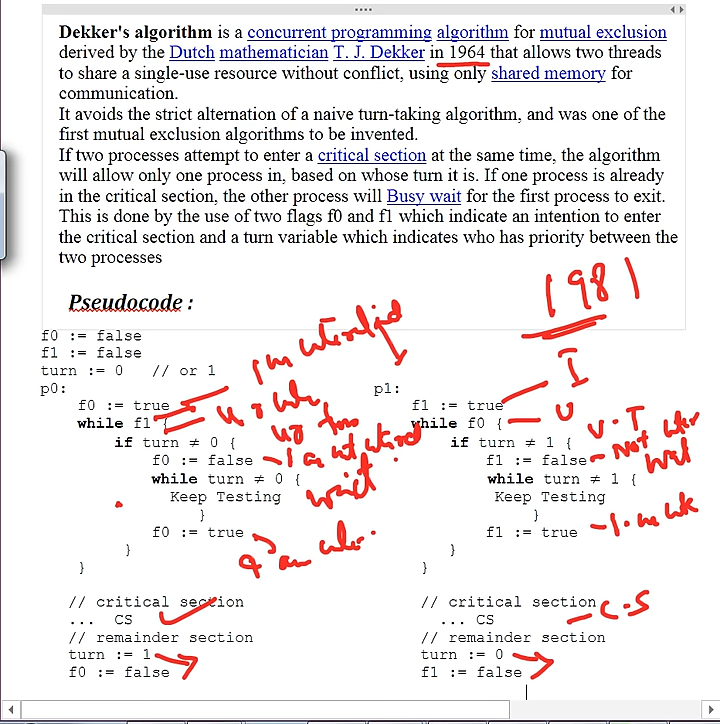 Dekker's algorithm is a concurrent programming algorithm for mutual exclusion
derived by the Dutch mathematician T. J. Dekker in 1964 that allows two threads
to share a single-use resource without conflict, using only shared memory for
communication.
It avoids the strict alternation of a naive turn-taking algorithm, and was one of the
first mutual exclusion algorithms to be invented.
If two processes attempt to enter a critical section at the same time, the algorithm
will allow only one process in, based on whose turn it is. If one process is already
in the critical section, the other process will Busy wait for the first process to exit.
This is done by the use of two flags f0 and f1 which indicate an intention to enter
the critical section and a turn variable which indicates who has priority between the
two processes
1981
Pseudocode :
f0 := false
f1 := false
turn := 0 // or 1
p0:
f0 := true
while f1 {
if turn ≠ 0 {
f0 := false
while turn ≠ 0 {
Keep Testing
}
f0 := true
}
}
// critical section
... CS
// remainder section
turn := 1
f0 := false
wait
p1:
f1 := true
I
while f0 {
U
if turn ≠ 1 {
U.T
f1 := false
Not
while turn ≠ 1 {
Keep Testing
}
f1 := true
}
}
// critical section
C.S
... CS
// remainder section
turn := 0
f1 := false